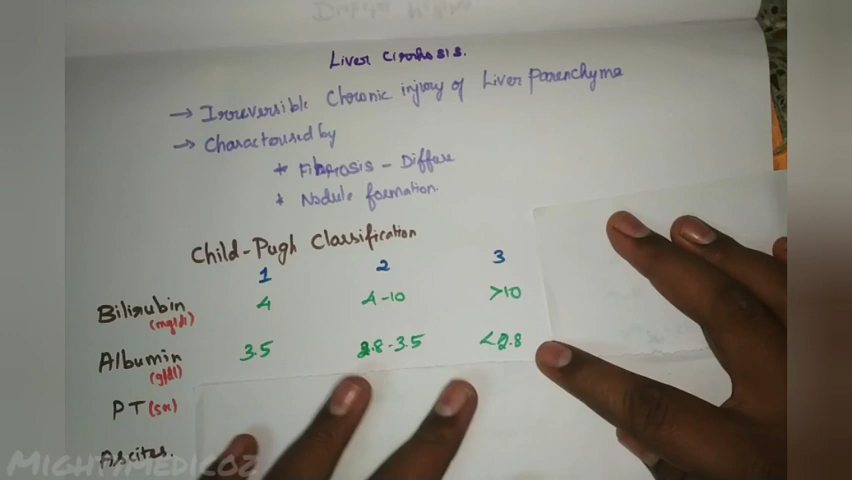 Liver Cirrhosis.
→ Irreversible Chronic injury of Liver Parenchyma
→ Characterised by
* Fibrosis - Diffuse
* Nodule formation.
Child-Pugh Classification
1 2 3
Bilirubin (mg/dl) 4 4-10 >10
Albumin (g/dl) 3.5 2.8-3.5 <2.8
PT (sec)
Ascites.
MIGHTYMEDICOZ